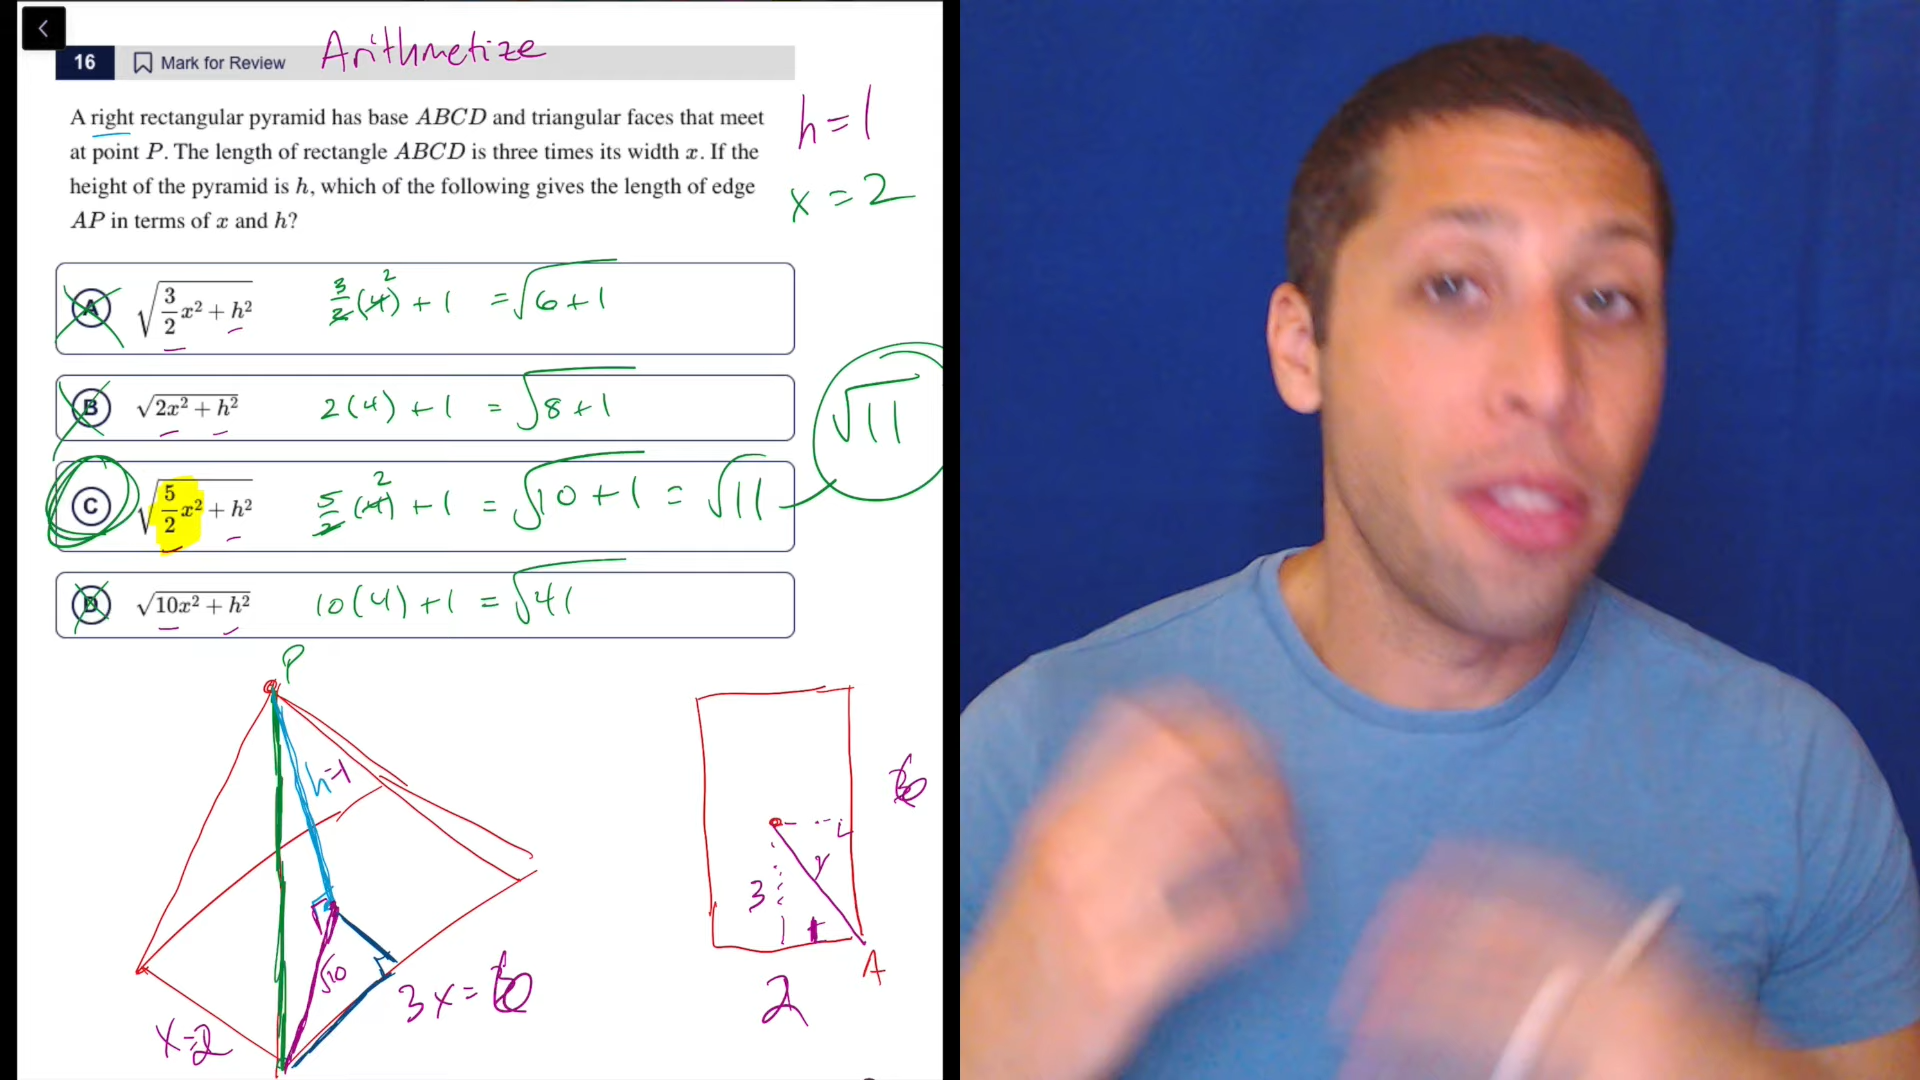 Arithmetize
16 Mark for Review
A right rectangular pyramid has base ABCD and triangular faces that meet
at point P. The length of rectangle ABCD is three times its width x. If the
height of the pyramid is h, which of the following gives the length of edge
AP in terms of x and h?
h=1
x=2
A √(3/2 x² + h²) 3/2(4) + 1 = √6+1
2
B √2x² + h² 2(4)+1 = √8+1
√11
C √(5/2 x² + h²) 5/2(4) + 1 = √10+1 = √11
2
D √10x² + h² 10(4)+1 = √41
P
h=1
√10
3x=6
x=2
6
3
y
1
A
2